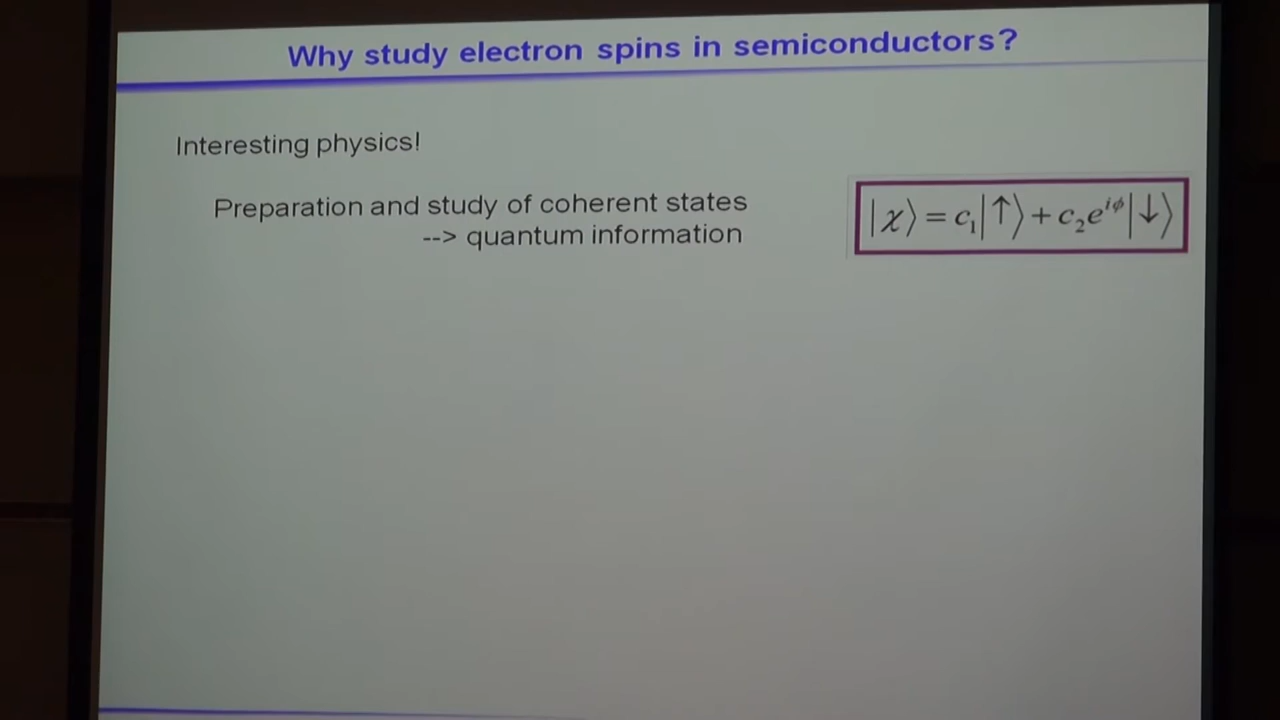 Why study electron spins in semiconductors?
Interesting physics!
Preparation and study of coherent states
--> quantum information
|χ⟩ = c₁|↑⟩ + c₂e^{iϕ}|↓⟩